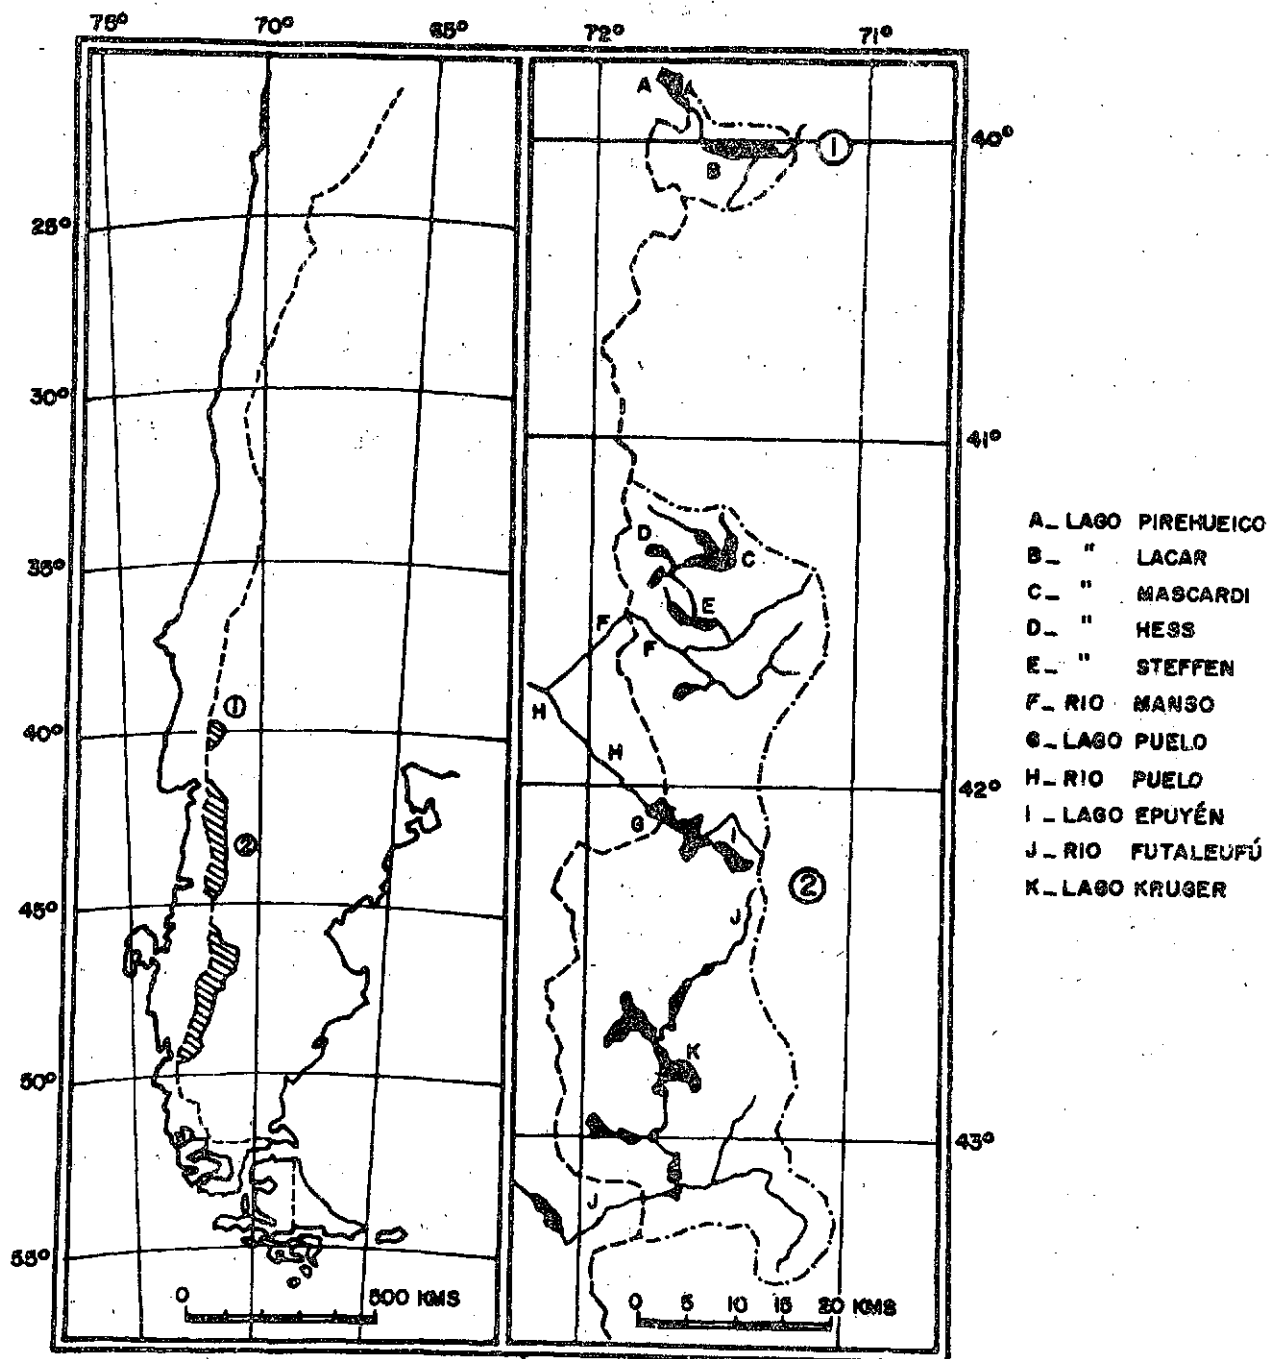 75° 70° 65°
25°
30°
35°
40°
45°
50°
55°
1
2
0 500 KMS
72° 71°
40°
41°
42°
43°
A
A
1
B
D
C
E
F
F
H
H
G
I
2
J
K
J
0 5 10 15 20 KMS
A_ LAGO PIREHUEICO
B_ " LACAR
C_ " MASCARDI
D_ " HESS
E_ " STEFFEN
F_ RIO MANSO
G_ LAGO PUELO
H_ RIO PUELO
I_ LAGO EPUYÉN
J_ RIO FUTALEUFÚ
K_ LAGO KRUGER